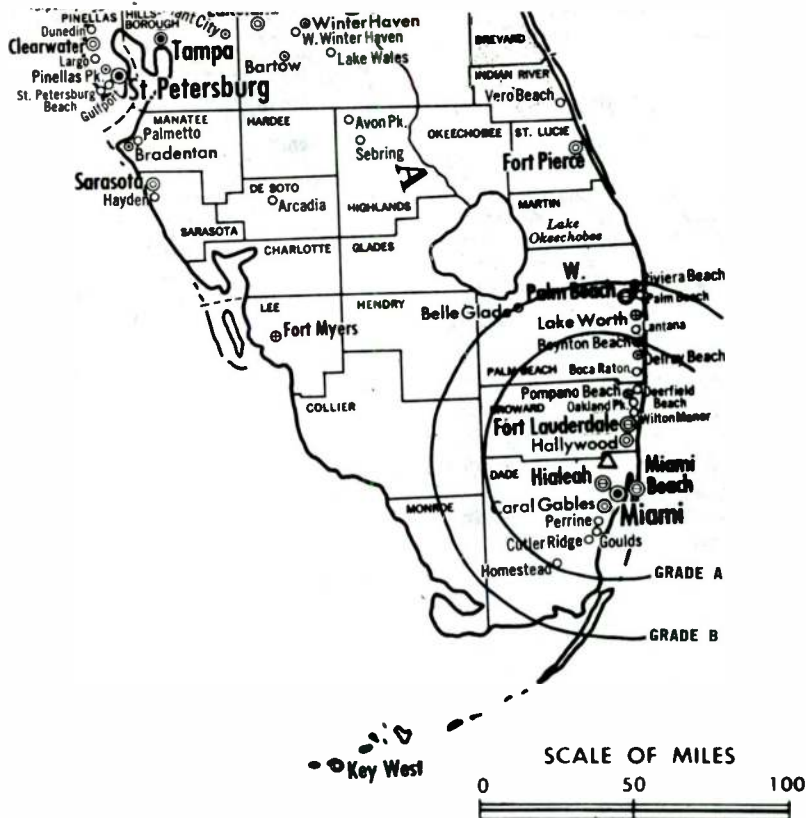 PINELLAS
HILLS-
BOROUGH
Plant City
Dunedin
Clearwater
Largo
Pinellas Pk.
St. Petersburg
Beach
Gulfport
Tampa
St. Petersburg
Winter Haven
W. Winter Haven
Bartow
Lake Wales
BREVARD
INDIAN RIVER
Vero Beach
MANATEE
Palmetto
Bradentan
HARDEE
Avon Pk.
Sebring
OKEECHOBEE
ST. LUCIE
Fort Pierce
A
Sarasota
Hayden
DE SOTO
Arcadia
HIGHLANDS
MARTIN
Lake
Okeechobee
SARASOTA
CHARLOTTE
GLADES
W.
Palm Beach
Riviera Beach
Palm Beach
LEE
HENDRY
Belle Glade
Fort Myers
Lake Worth
Lantana
Boynton Beach
Delray Beach
PALM BEACH
Boca Raton
COLLIER
Pompano Beach
Deerfield
Beach
BROWARD
Oakland Pk.
Wilton Manor
Fort Lauderdale
Hallywood
DADE
Hialeah
Miami
Beach
MONROE
Caral Gables
Miami
Perrine
Cutler Ridge
Goulds
Homestead
GRADE A
GRADE B
Key West
SCALE OF MILES
0 50 100